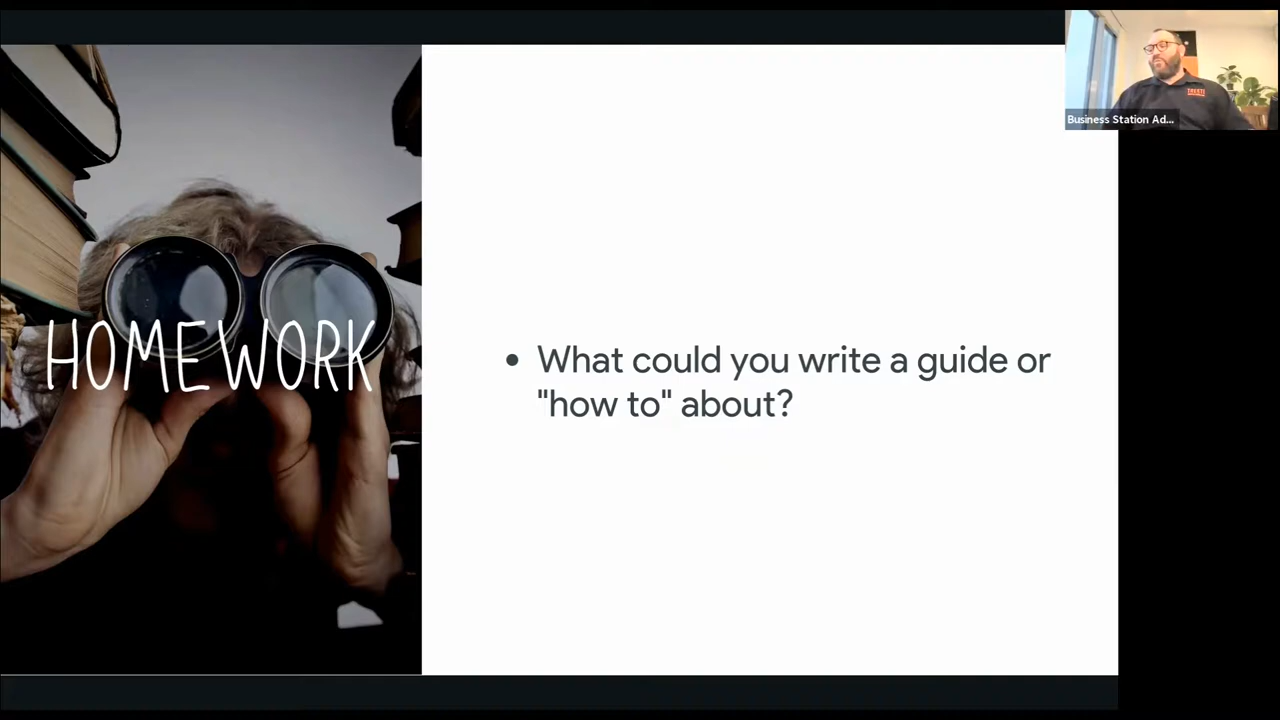 HOMEWORK
• What could you write a guide or
"how to" about?
Business Station Ad...